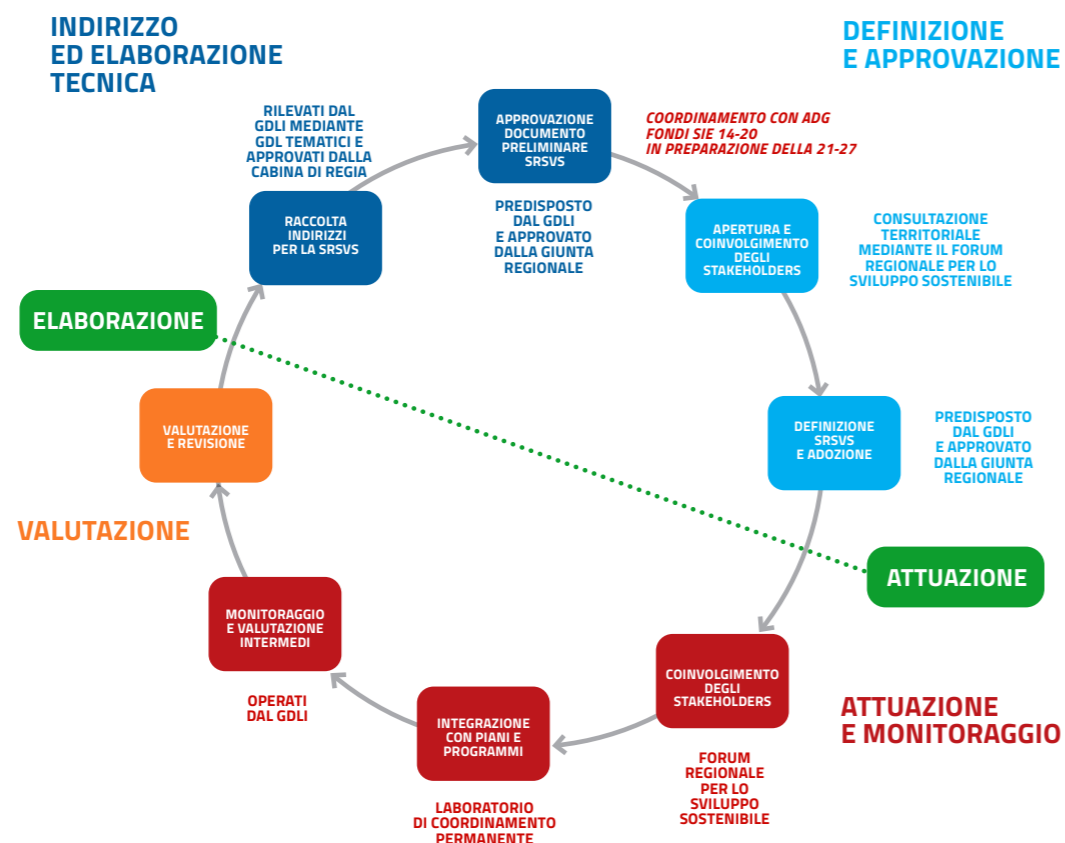 INDIRIZZO
ED ELABORAZIONE
TECNICA
DEFINIZIONE
E APPROVAZIONE
RILEVATI DAL
GDLI MEDIANTE
GDL TEMATICI E
APPROVATI DALLA
CABINA DI REGIA
APPROVAZIONE
DOCUMENTO
PRELIMINARE
SRSVS
COORDINAMENTO CON ADG
FONDI SIE 14-20
IN PREPARAZIONE DELLA 21-27
RACCOLTA
INDIRIZZI
PER LA SRSVS
PREDISPOSTO
DAL GDLI
E APPROVATO
DALLA GIUNTA
REGIONALE
APERTURA E
COINVOLGIMENTO
DEGLI
STAKEHOLDERS
CONSULTAZIONE
TERRITORIALE
MEDIANTE IL FORUM
REGIONALE PER LO
SVILUPPO SOSTENIBILE
ELABORAZIONE
VALUTAZIONE
E REVISIONE
DEFINIZIONE
SRSVS
E ADOZIONE
PREDISPOSTO
DAL GDLI
E APPROVATO
DALLA GIUNTA
REGIONALE
VALUTAZIONE
ATTUAZIONE
MONITORAGGIO
E VALUTAZIONE
INTERMEDI
OPERATI
DAL GDLI
INTEGRAZIONE
CON PIANI E
PROGRAMMI
LABORATORIO
DI COORDINAMENTO
PERMANENTE
COINVOLGIMENTO
DEGLI
STAKEHOLDERS
FORUM
REGIONALE
PER LO
SVILUPPO
SOSTENIBILE
ATTUAZIONE
E MONITORAGGIO